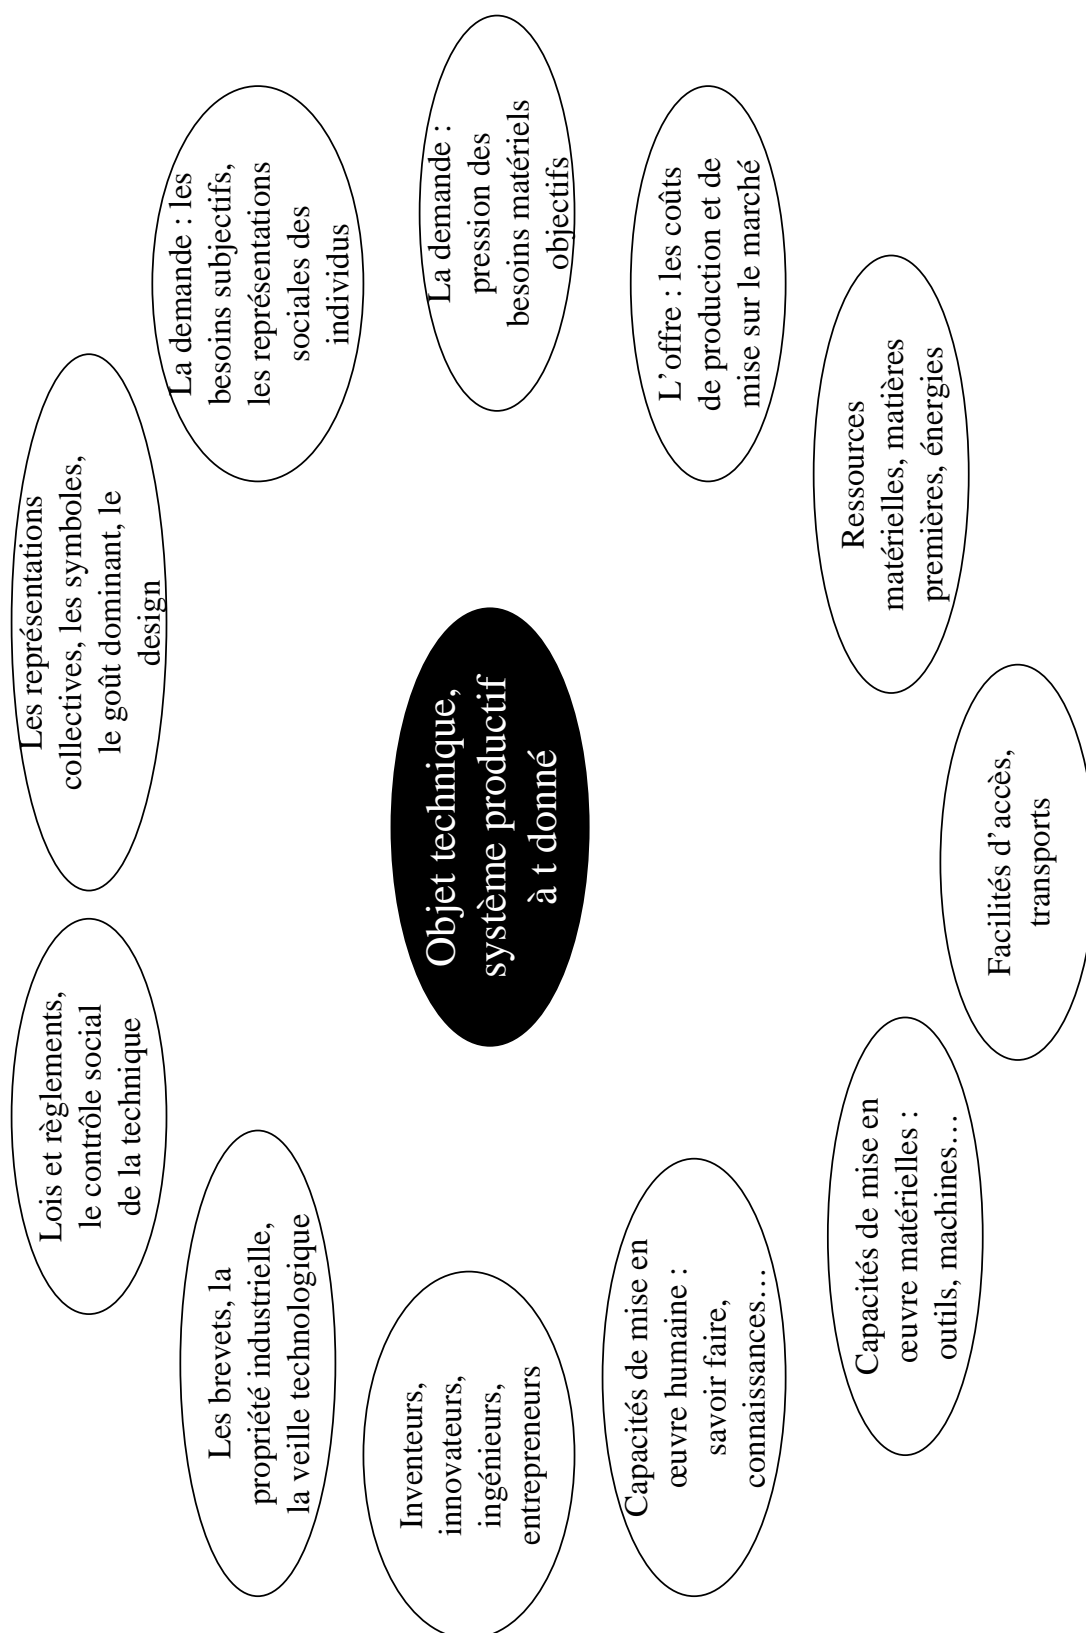 Lois et règlements,
le contrôle social
de la technique
Les représentations
collectives, les symboles,
le goût dominant, le
design
Les brevets, la
propriété industrielle,
la veille technologique
La demande : les
besoins subjectifs,
les représentations
sociales des
individus
Inventeurs,
innovateurs,
ingénieurs,
entrepreneurs
Objet technique,
système productif
à t donné
La demande :
pression des
besoins matériels
objectifs
Capacités de mise en
œuvre humaine :
savoir faire,
connaissances…
L’offre : les coûts
de production et de
mise sur le marché
Capacités de mise en
œuvre matérielles :
outils, machines…
Ressources
matérielles, matières
premières, énergies
Facilités d’accès,
transports